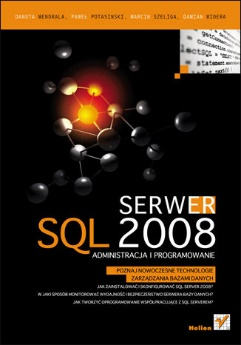 DANUTA MENDRALA, PAWEŁ POTASIŃSKI, MARCIN SZELIGA, DAMIAN WIDERA
SERWER
SQL 2008
ADMINISTRACJA I PROGRAMOWANIE
POZNAJ NOWOCZESNE TECHNOLOGIE
ZARZĄDZANIA BAZAMI DANYCH
JAK ZAINSTALOWAĆ I SKONFIGUROWAĆ SQL SERVER 2008?
W JAKI SPOSÓB MONITOROWAĆ WYDAJNOŚĆ I BEZPIECZEŃSTWO SERWERA BAZY DANYCH?
JAK TWORZYĆ OPROGRAMOWANIE WSPÓŁPRACUJĄCE Z SQL SERVEREM?
Helion